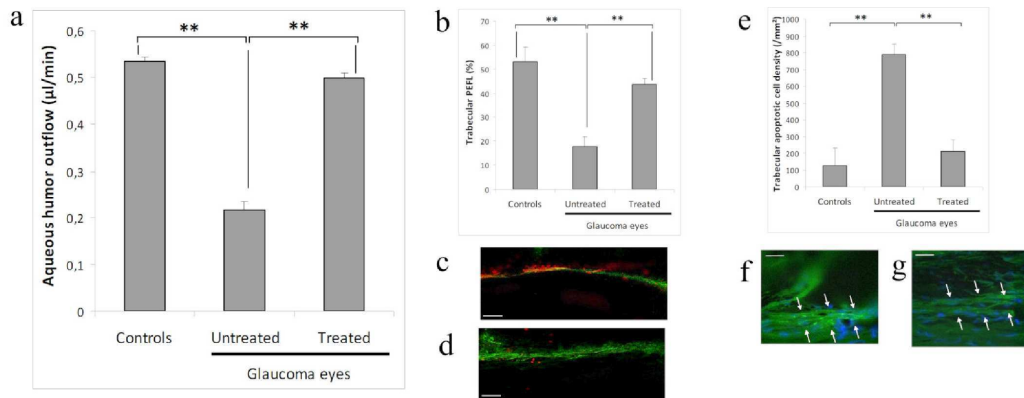 a
Aqueous humor outflow (µl/min)
0,6
0,5
0,4
0,3
0,2
0,1
0
** **
Controls Untreated Treated
Glaucoma eyes
b
Trabecular PEFL (%)
70
60
50
40
30
20
10
0
** **
Controls Untreated Treated
Glaucoma eyes
c
d
e
Trabecular apoptotic cell density (/mm²)
1000
900
800
700
600
500
400
300
200
100
0
** **
Controls Untreated Treated
Glaucoma eyes
f
g